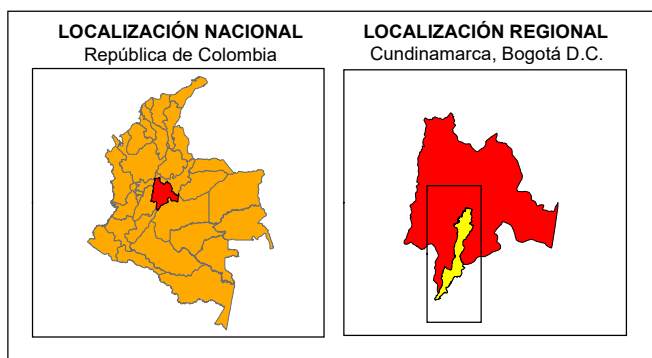 LOCALIZACIÓN NACIONAL
República de Colombia
LOCALIZACIÓN REGIONAL
Cundinamarca, Bogotá D.C.